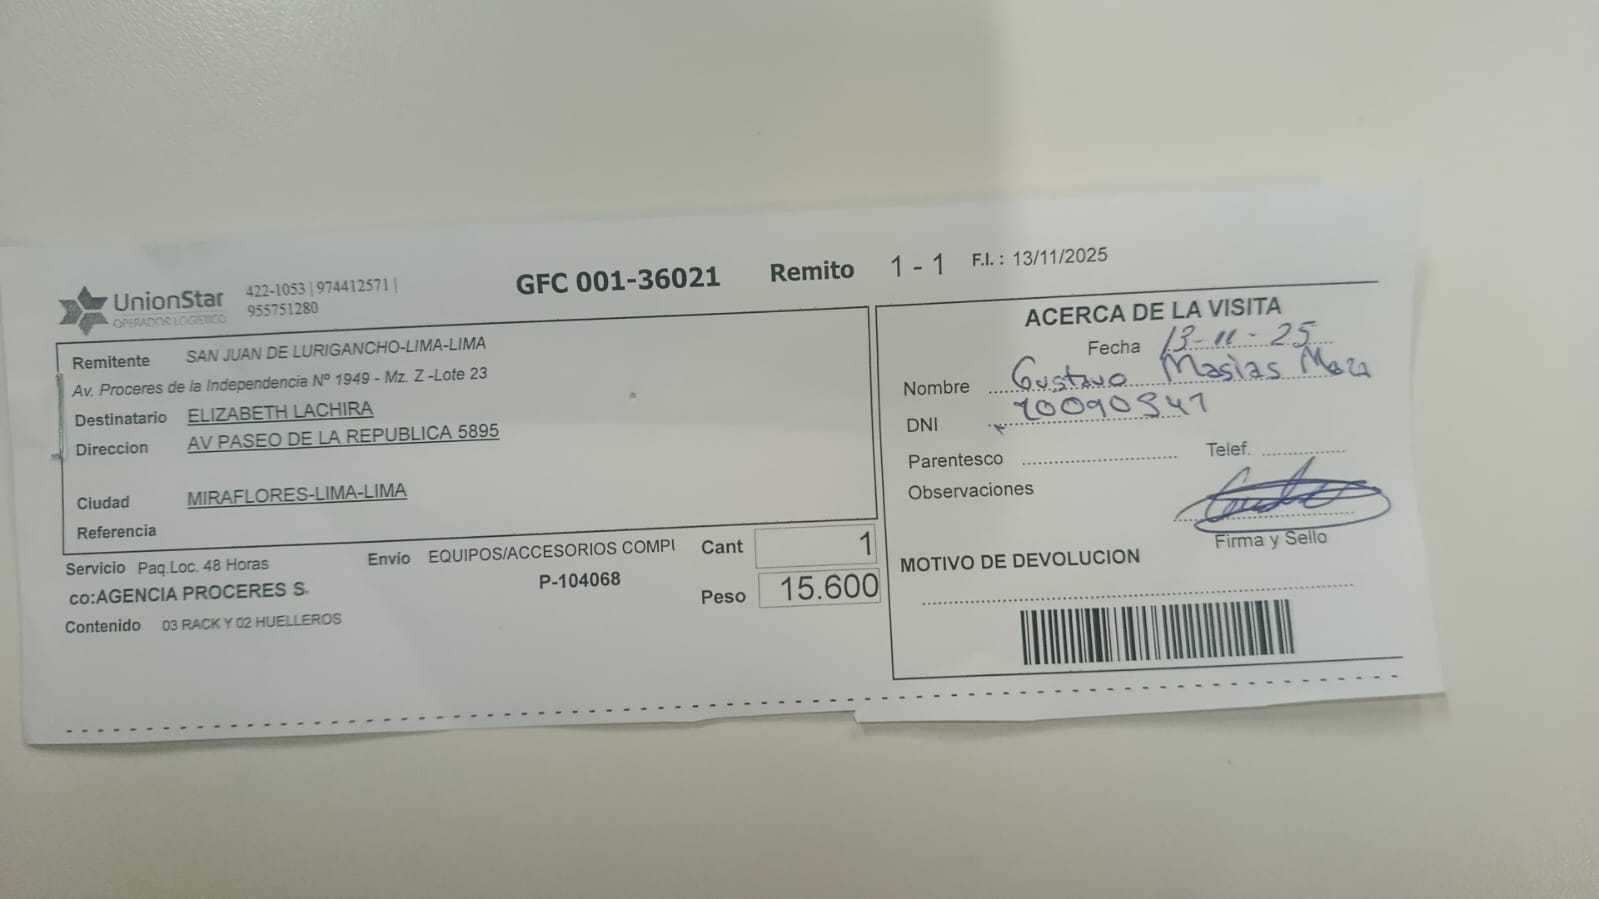 UnionStar
OPERADOR LOGISTICO
422-1053 | 974412571 |
955751280
GFC 001-36021 Remito 1 - 1 F.I. : 13/11/2025
Remitente SAN JUAN DE LURIGANCHO-LIMA-LIMA
Av. Proceres de la Independencia Nº 1949 - Mz. Z -Lote 23
Destinatario ELIZABETH LACHIRA
Direccion AV PASEO DE LA REPUBLICA 5895
Ciudad MIRAFLORES-LIMA-LIMA
Referencia
Servicio Paq.Loc. 48 Horas
Envío EQUIPOS/ACCESORIOS COMPU
Cant 1
co:AGENCIA PROCERES S.
P-104068
Peso 15.600
Contenido 03 RACK Y 02 HUELLEROS
ACERCA DE LA VISITA
Fecha 13-11-25
Nombre Gustavo Masias
DNI
Parentesco Telef.
Observaciones
Firma y Sello
MOTIVO DE DEVOLUCION